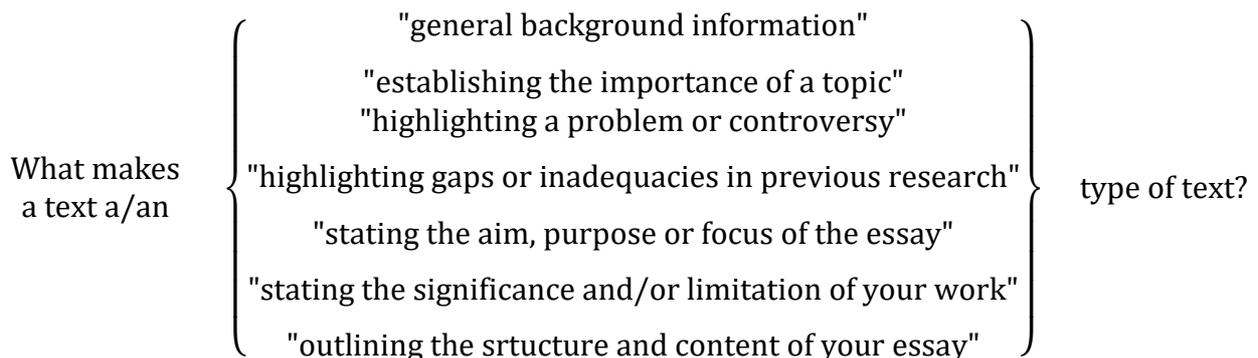 What makes
a text a/an
"general background information"
"establishing the importance of a topic"
"highlighting a problem or controversy"
"highlighting gaps or inadequacies in previous research"
"stating the aim, purpose or focus of the essay"
"stating the significance and/or limitation of your work"
"outlining the srtucture and content of your essay"
type of text?